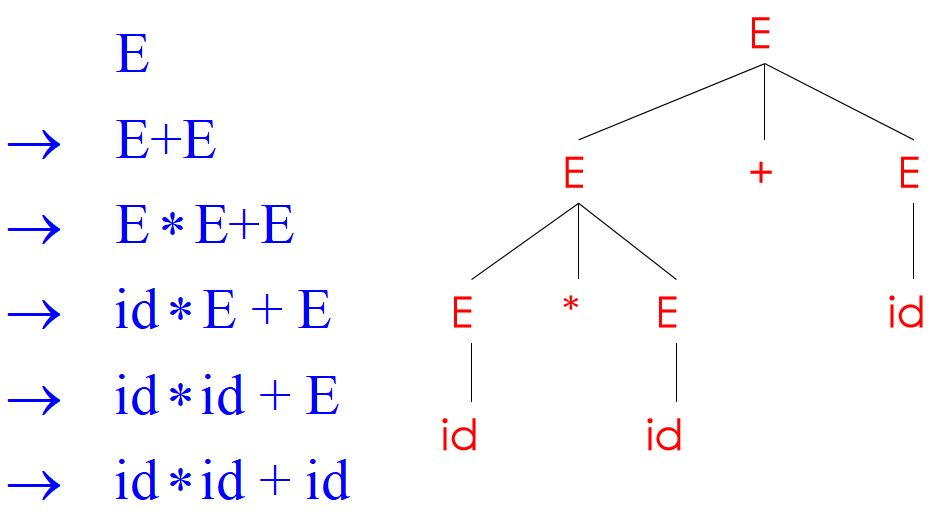 E
→ E+E
→ E*E+E
→ id*E + E
→ id*id + E
→ id*id + id
E
E + E
E * E id
id id